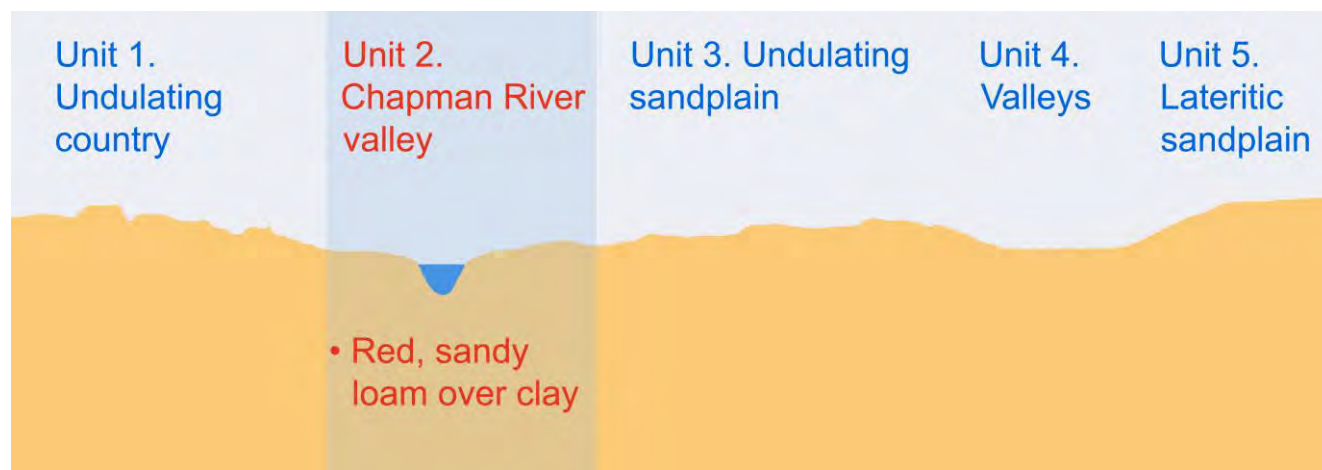 Unit 1.
Undulating
country
Unit 2.
Chapman River
valley
Unit 3. Undulating
sandplain
Unit 4.
Valleys
Unit 5.
Lateritic
sandplain
• Red, sandy
loam over clay